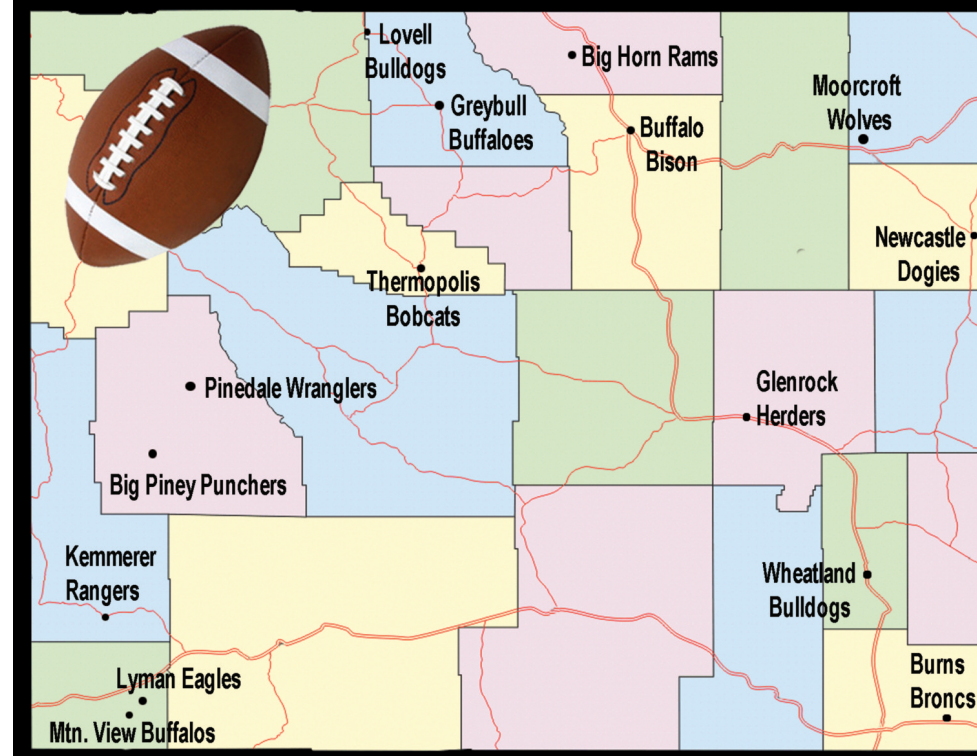 Lovell
Bulldogs
Big Horn Rams
Greybull
Buffaloes
Moorcroft
Wolves
Buffalo
Bison
Newcastle
Dogies
Thermopolis
Bobcats
Pinedale Wranglers
Glenrock
Herders
Big Piney Punchers
Kemmerer
Rangers
Wheatland
Bulldogs
Lyman Eagles
Mtn. View Buffalos
Burns
Broncs